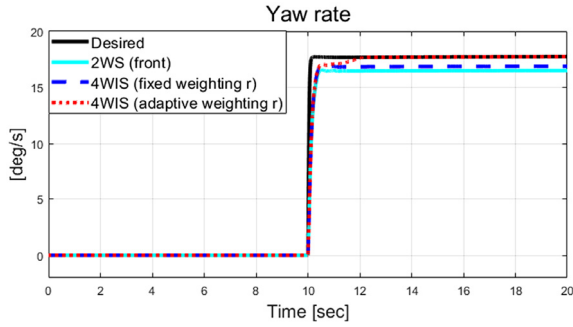 Yaw rate
20
15
10
5
0
[deg/s]
Desired
2WS (front)
4WIS (fixed weighting r)
4WIS (adaptive weighting r)
0 2 4 6 8 10 12 14 16 18 20
Time [sec]